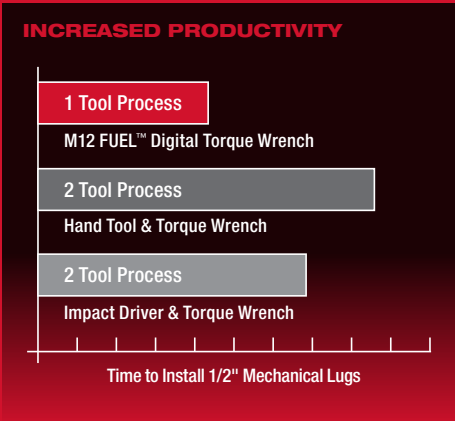 INCREASED PRODUCTIVITY
1 Tool Process
M12 FUEL™ Digital Torque Wrench
2 Tool Process
Hand Tool & Torque Wrench
2 Tool Process
Impact Driver & Torque Wrench
Time to Install 1/2" Mechanical Lugs